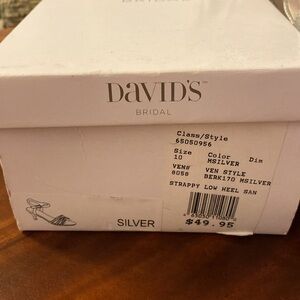 DAVID'S
BRIDAL
Class/Style
65050956
Size Color Dim
10 MSILVER
VEN# VEN STYLE
8058 BERK170 MSILVER
STRAPPY LOW HEEL SAN
$49.95
SILVER